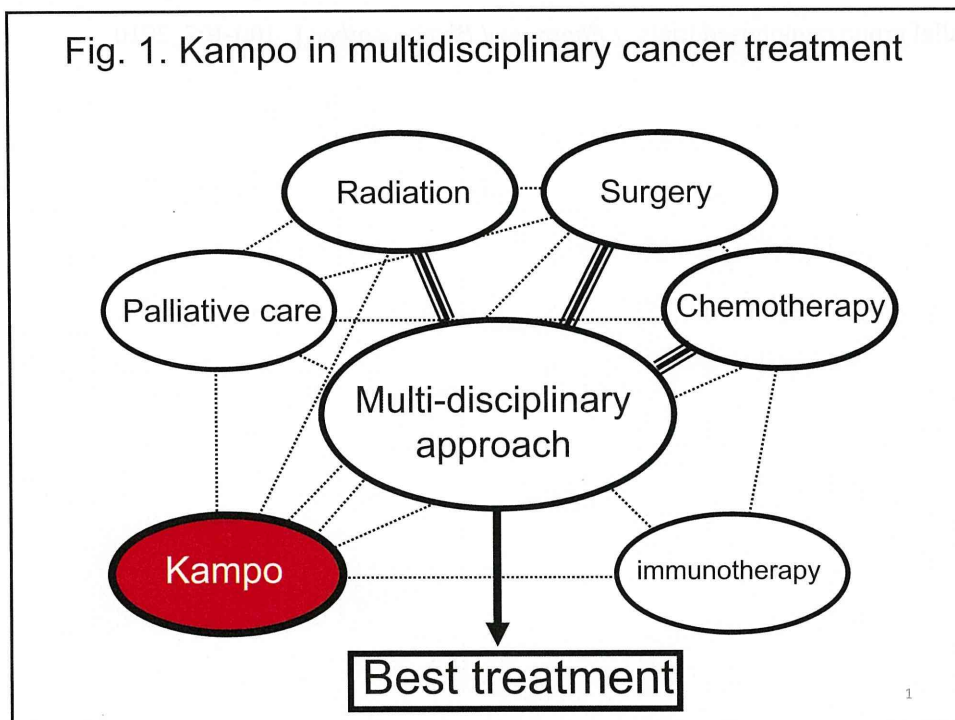 Fig. 1. Kampo in multidisciplinary cancer treatment
Radiation
Surgery
Palliative care
Chemotherapy
Multi-disciplinary
approach
Kampo
immunotherapy
Best treatment
1